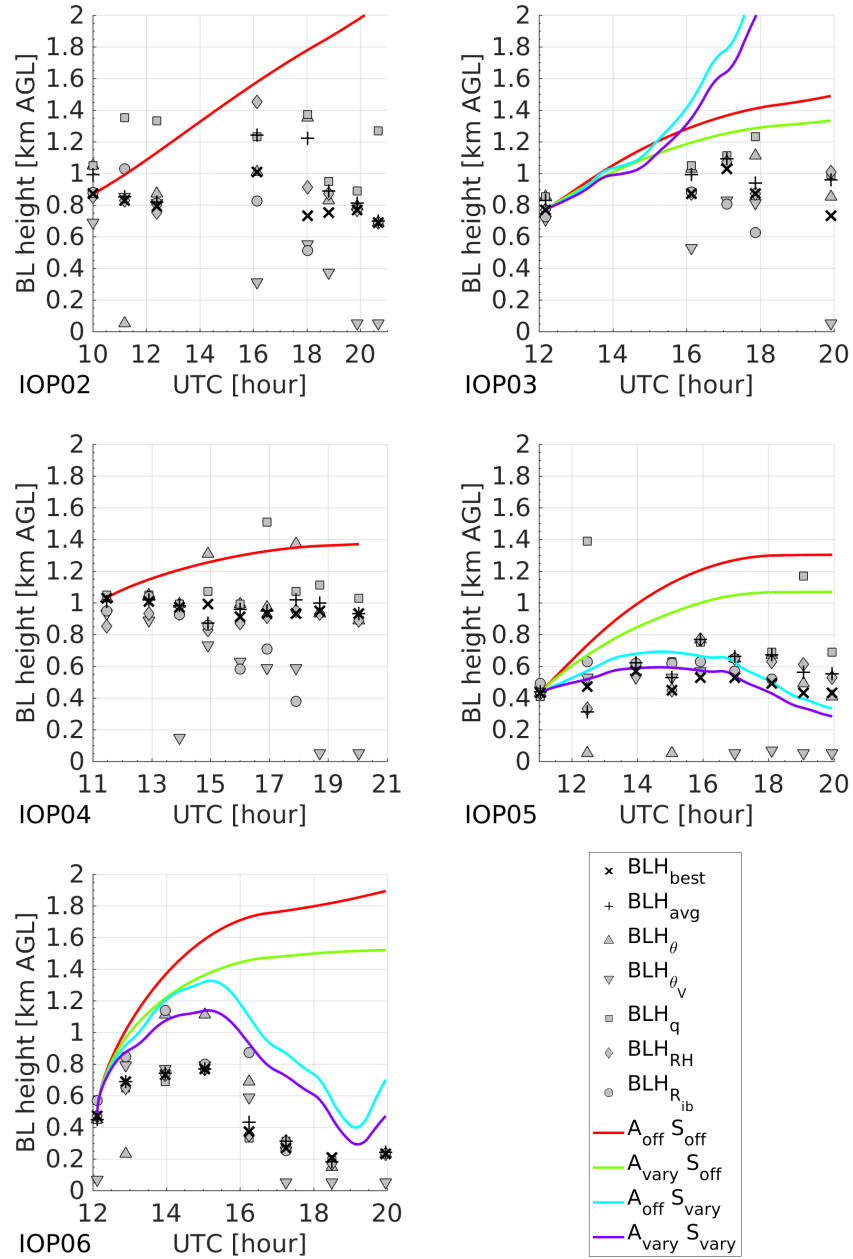 2
1.8
1.6
1.4
1.2
1
0.8
0.6
0.4
0.2
0
BL height [km AGL]
10 12 14 16 18 20
IOP02 UTC [hour]
2
1.8
1.6
1.4
1.2
1
0.8
0.6
0.4
0.2
0
BL height [km AGL]
12 14 16 18 20
IOP03 UTC [hour]
2
1.8
1.6
1.4
1.2
1
0.8
0.6
0.4
0.2
0
BL height [km AGL]
11 13 15 17 19 21
IOP04 UTC [hour]
2
1.8
1.6
1.4
1.2
1
0.8
0.6
0.4
0.2
0
BL height [km AGL]
12 14 16 18 20
IOP05 UTC [hour]
2
1.8
1.6
1.4
1.2
1
0.8
0.6
0.4
0.2
0
BL height [km AGL]
12 14 16 18 20
IOP06 UTC [hour]
BLH_best
BLH_avg
BLH_θ
BLH_θ_V
BLH_q
BLH_RH
BLH_R_ib
A_off S_off
A_vary S_off
A_off S_vary
A_vary S_vary